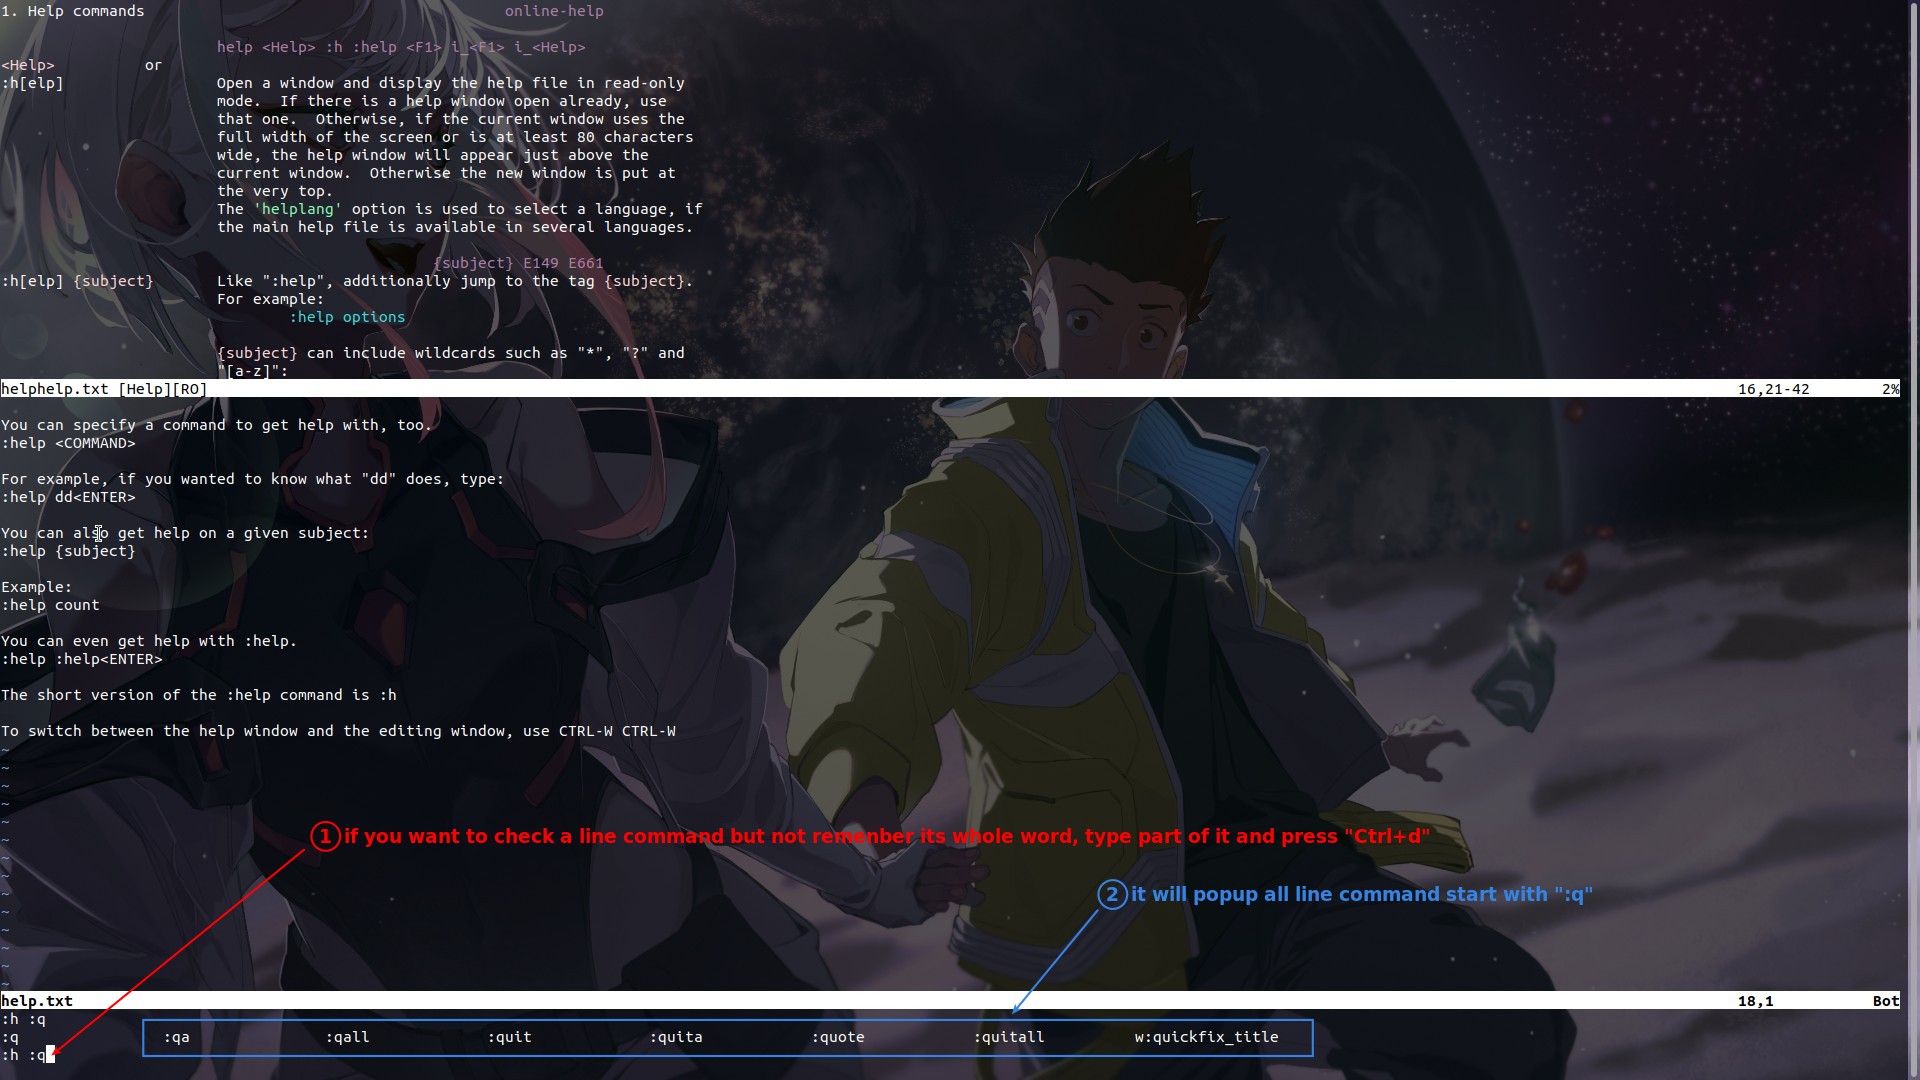 1. Help commands online-help
help <Help> :h :help <F1> i_<F1> i_<Help>
<Help> or
:h[elp] Open a window and display the help file in read-only
mode. If there is a help window open already, use
that one. Otherwise, if the current window uses the
full width of the screen or is at least 80 characters
wide, the help window will appear just above the
current window. Otherwise the new window is put at
the very top.
The 'helplang' option is used to select a language, if
the main help file is available in several languages.
{subject} E149 E661
:h[elp] {subject} Like ":help", additionally jump to the tag {subject}.
For example:
:help options
{subject} can include wildcards such as "*", "?" and
"[a-z]":
helphelp.txt [Help][RO] 16,21-42 2%
You can specify a command to get help with, too.
:help <COMMAND>
For example, if you wanted to know what "dd" does, type:
:help dd<ENTER>
You can also get help on a given subject:
:help {subject}
Example:
:help count
You can even get help with :help.
:help :help<ENTER>
The short version of the :help command is :h
To switch between the help window and the editing window, use CTRL-W CTRL-W
~
~
~
~
~
~
~
~
~
~
~
~
~
~
1 if you want to check a line command but not remenber its whole word, type part of it and press "Ctrl+d"
2 it will popup all line command start with ":q"
help.txt 18,1 Bot
:h :q
:q :qa :qall :quit :quita :quote :quitall w:quickfix_title
:h :q